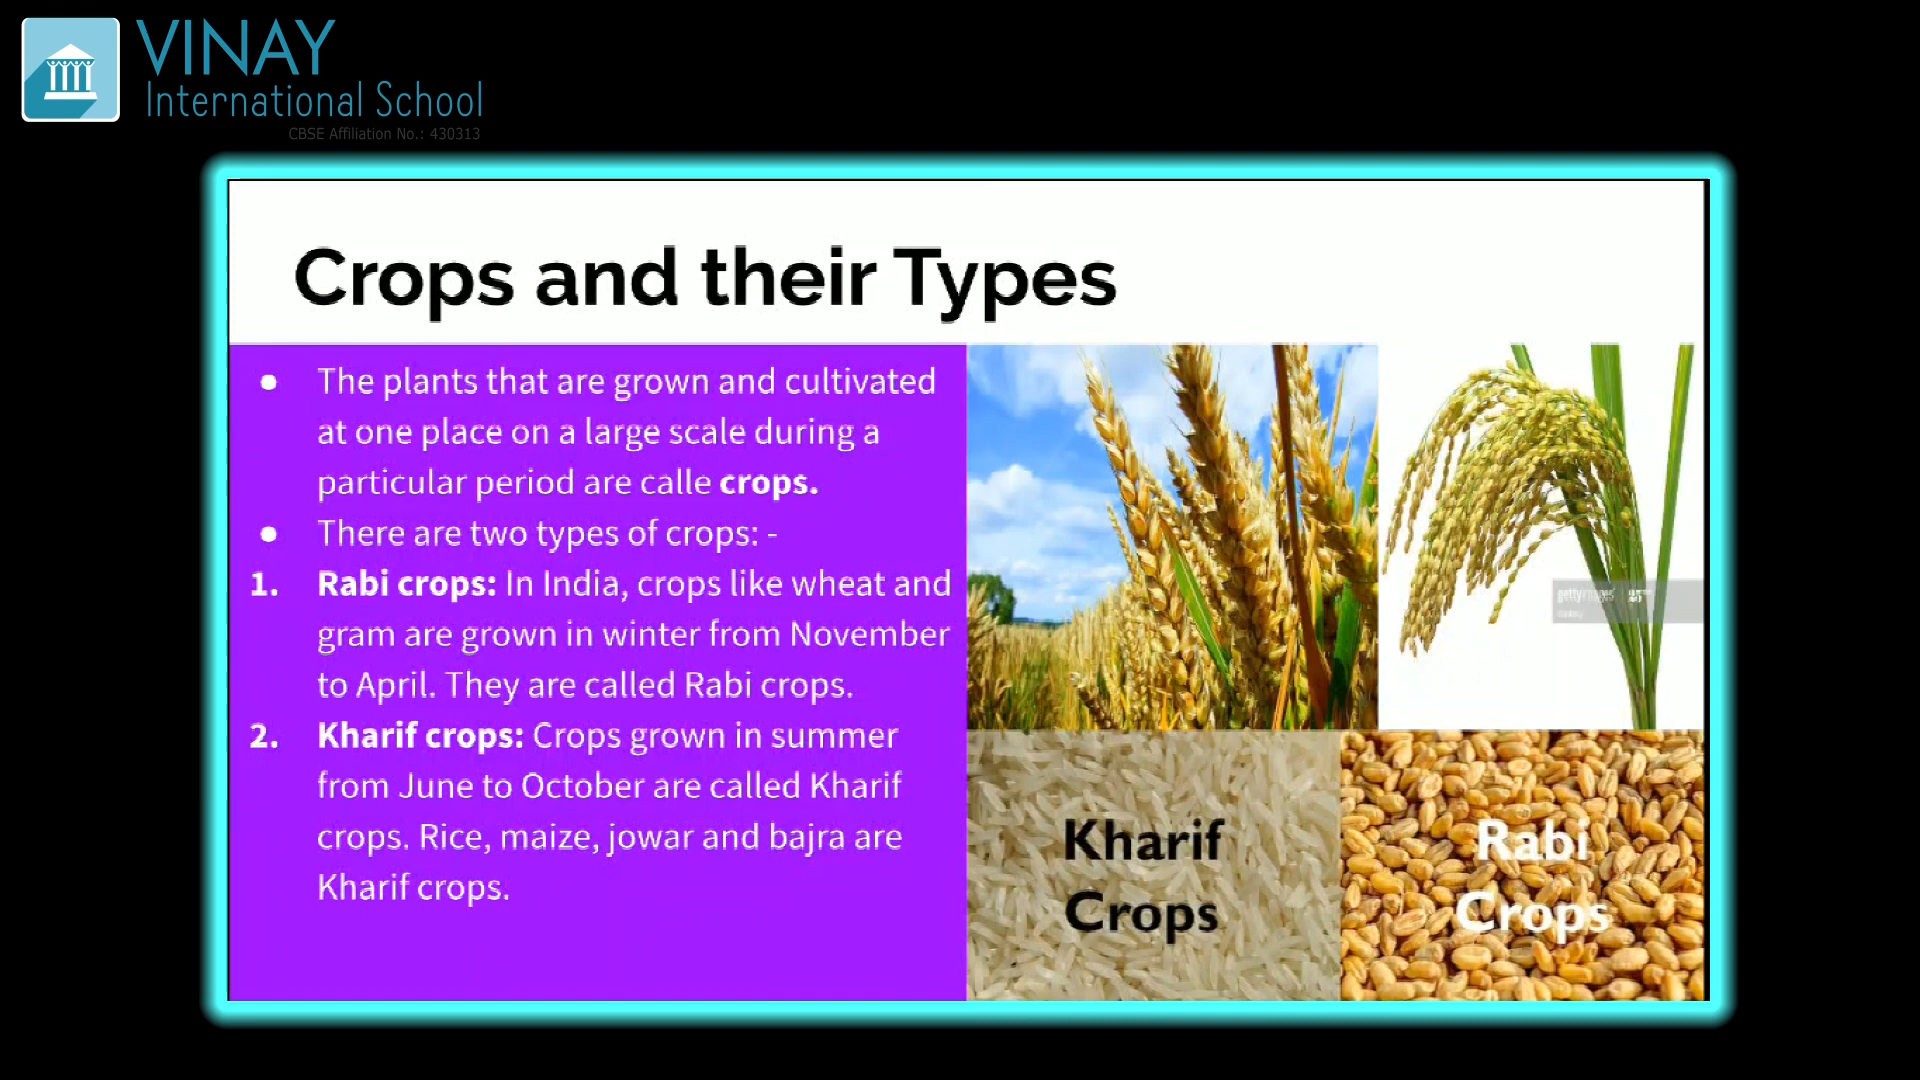 VINAY
International School
CBSE Affiliation No.: 430313
Crops and their Types
● The plants that are grown and cultivated
at one place on a large scale during a
particular period are calle crops.
● There are two types of crops: -
1. Rabi crops: In India, crops like wheat and
gram are grown in winter from November
to April. They are called Rabi crops.
2. Kharif crops: Crops grown in summer
from June to October are called Kharif
crops. Rice, maize, jowar and bajra are
Kharif crops.
Kharif
Crops
Rabi
Crops